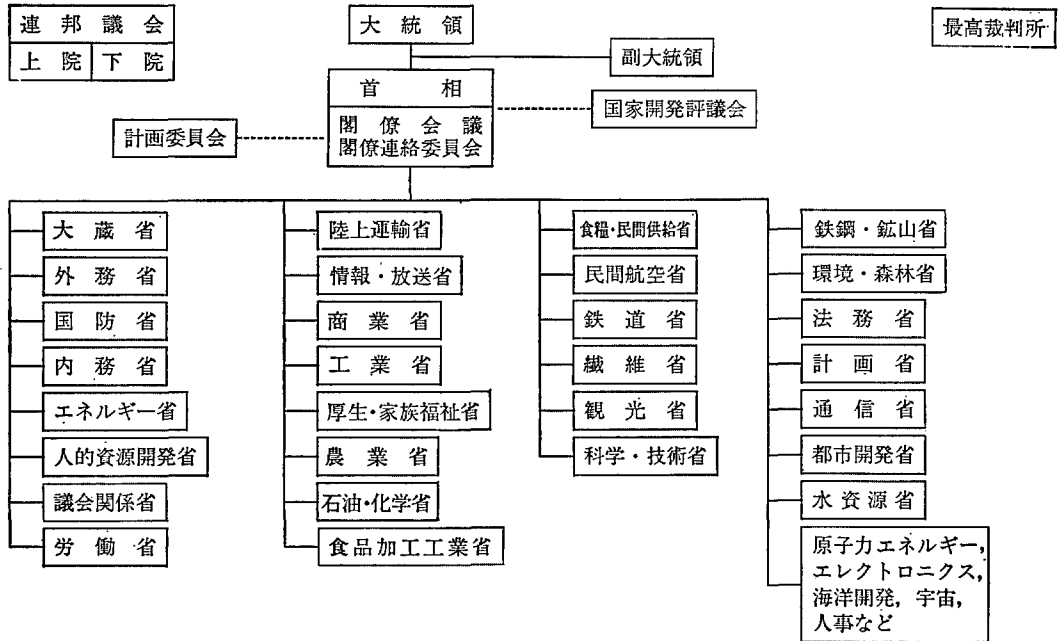 連邦議会
上院 下院
大統領
最高裁判所
副大統領
首相
閣僚会議
閣僚連絡委員会
国家開発評議会
計画委員会
大蔵省
外務省
国防省
内務省
エネルギー省
人的資源開発省
議会関係省
労働省
陸上運輸省
情報・放送省
商業省
工業省
厚生・家族福祉省
農業省
石油・化学省
食品加工工業省
食糧・民間供給省
民間航空省
鉄道省
繊維省
観光省
科学・技術省
鉄鋼・鉱山省
環境・森林省
法務省
計画省
通信省
都市開発省
水資源省
原子力エネルギー,
エレクトロニクス,
海洋開発, 宇宙,
人事など